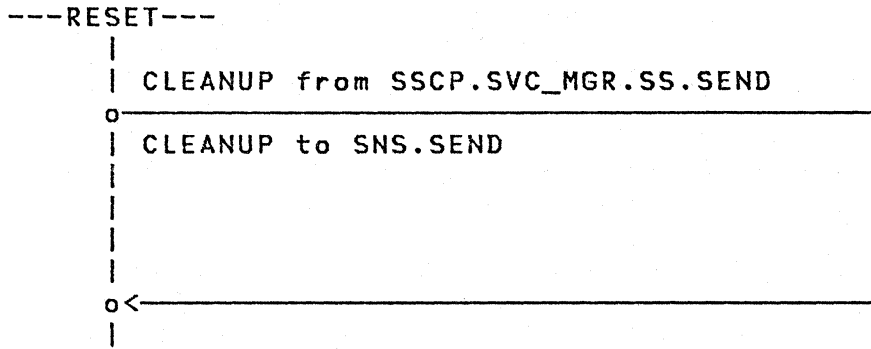 ---RESET---
CLEANUP from SSCP.SVC_MGR.SS.SEND
CLEANUP to SNS.SEND